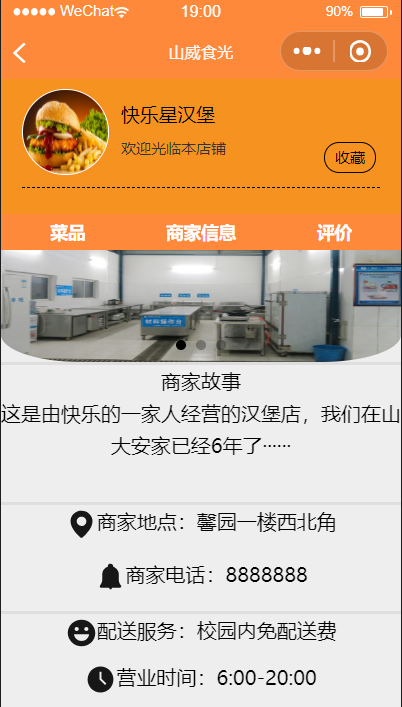 WeChat 19:00 90%
山威食光
快乐星汉堡
欢迎光临本店铺
收藏
菜品 商家信息 评价
商家故事
这是由快乐的一家人经营的汉堡店，我们在山
大安家已经6年了······
商家地点：馨园一楼西北角
商家电话：8888888
配送服务：校园内免配送费
营业时间：6:00-20:00